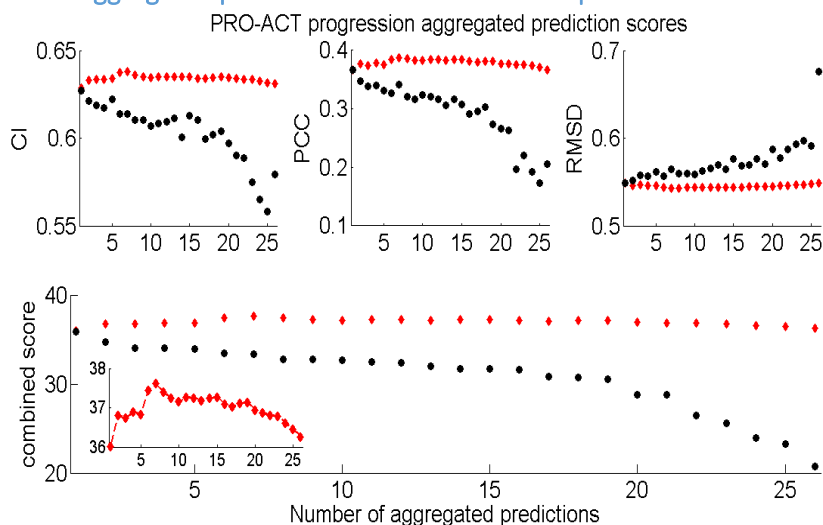 PRO-ACT progression aggregated prediction scores
0.65
0.6
0.55
CI
5 10 15 20 25
0.4
0.3
0.2
0.1
PCC
5 10 15 20 25
0.7
0.6
0.5
RMSD
5 10 15 20 25
40
30
20
combined score
38
37
36
5 10 15 20 25
5 10 15 20 25
Number of aggregated predictions